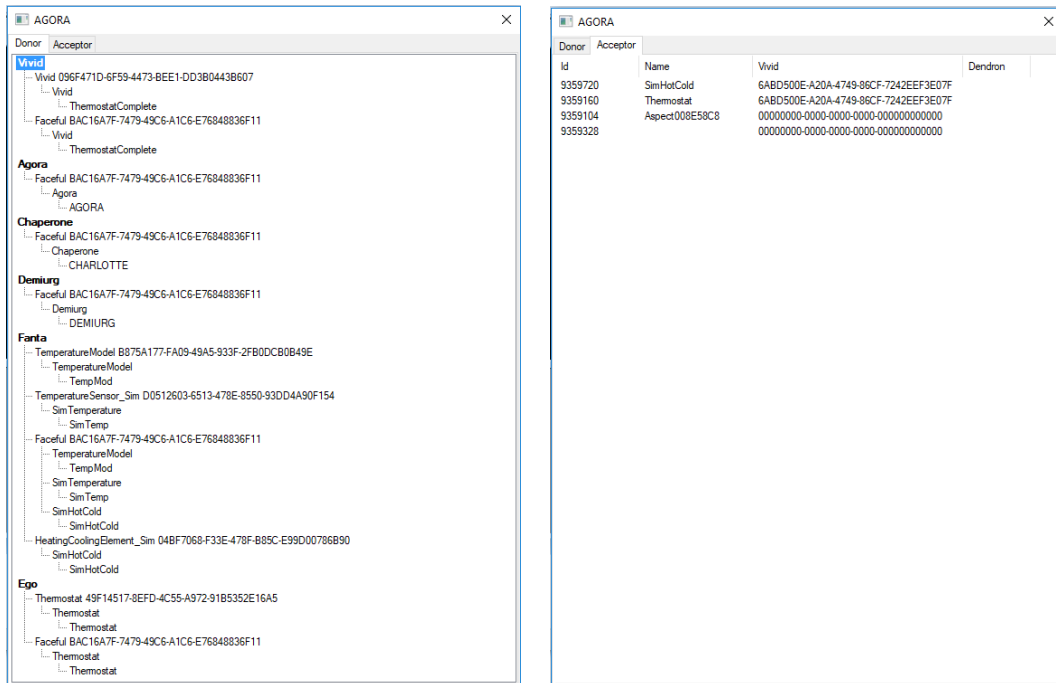 AGORA
Donor Acceptor
Vivid
Vivid 096F471D-6F59-4473-BEE1-DD3B0443B607
Vivid
ThermostatComplete
Faceful BAC16A7F-7479-49C6-A1C6-E76848836F11
Vivid
ThermostatComplete
Agora
Faceful BAC16A7F-7479-49C6-A1C6-E76848836F11
Agora
AGORA
Chaperone
Faceful BAC16A7F-7479-49C6-A1C6-E76848836F11
Chaperone
CHARLOTTE
Demiurg
Faceful BAC16A7F-7479-49C6-A1C6-E76848836F11
Demiurg
DEMIURG
Fanta
TemperatureModel B875A177-FA09-49A5-933F-2FB0DCB0B49E
TemperatureModel
TempMod
TemperatureSensor_Sim D0512603-6513-478E-8550-93DD4A90F154
SimTemperature
SimTemp
Faceful BAC16A7F-7479-49C6-A1C6-E76848836F11
TemperatureModel
TempMod
SimTemperature
SimTemp
SimHotCold
SimHotCold
HeatingCoolingElement_Sim 04BF7068-F33E-478F-B85C-E99D00786B90
SimHotCold
SimHotCold
Ego
Thermostat 49F14517-8EFD-4C55-A972-91B5352E16A5
Thermostat
Thermostat
Faceful BAC16A7F-7479-49C6-A1C6-E76848836F11
Thermostat
Thermostat
AGORA
Donor Acceptor
Id Name Vivid Dendron
9359720 SimHotCold 6ABD500E-A20A-4749-86CF-7242EEF3E07F
9359160 Thermostat 6ABD500E-A20A-4749-86CF-7242EEF3E07F
9359104 Aspect008E58C8 00000000-0000-0000-0000-000000000000
9359328 00000000-0000-0000-0000-000000000000